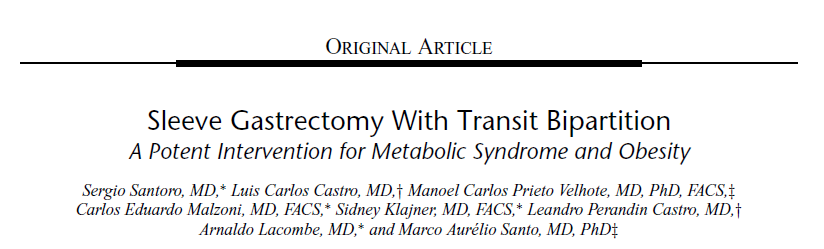 ORIGINAL ARTICLE
Sleeve Gastrectomy With Transit Bipartition
A Potent Intervention for Metabolic Syndrome and Obesity
Sergio Santoro, MD,* Luis Carlos Castro, MD,† Manoel Carlos Prieto Velhote, MD, PhD, FACS,‡
Carlos Eduardo Malzoni, MD, FACS,* Sidney Klajner, MD, FACS,* Leandro Perandin Castro, MD,†
Arnaldo Lacombe, MD,* and Marco Aurélio Santo, MD, PhD‡